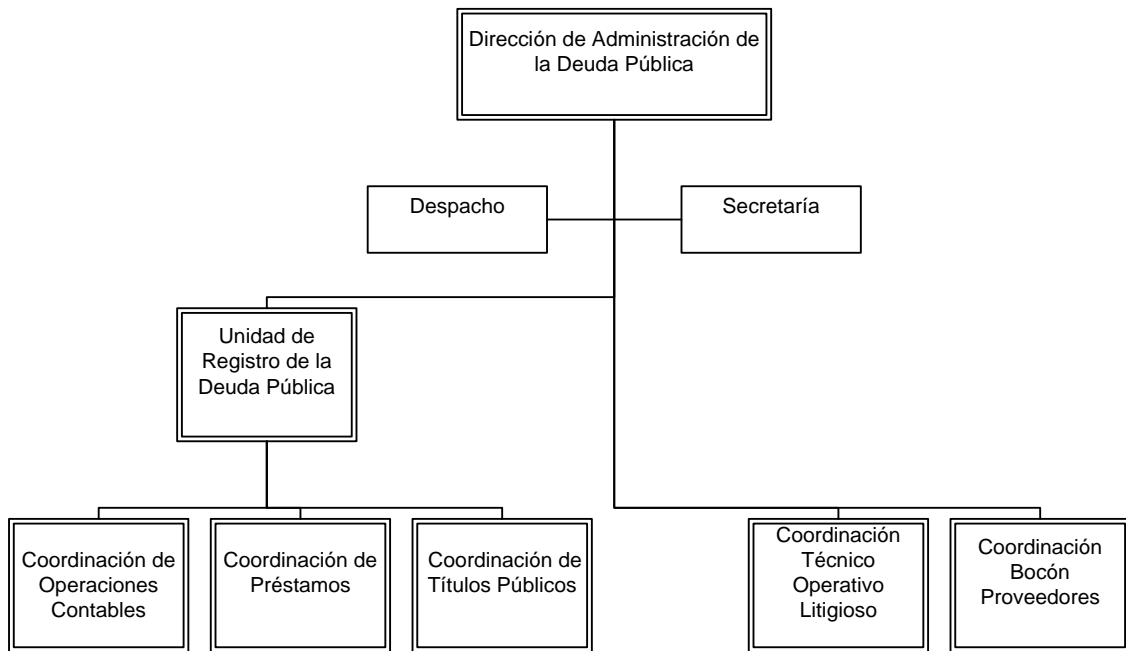 Dirección de Administración de
la Deuda Pública
Despacho
Secretaría
Unidad de
Registro de la
Deuda Pública
Coordinación de
Operaciones
Contables
Coordinación de
Préstamos
Coordinación de
Títulos Públicos
Coordinación
Técnico
Operativo
Litigioso
Coordinación
Bocón
Proveedores